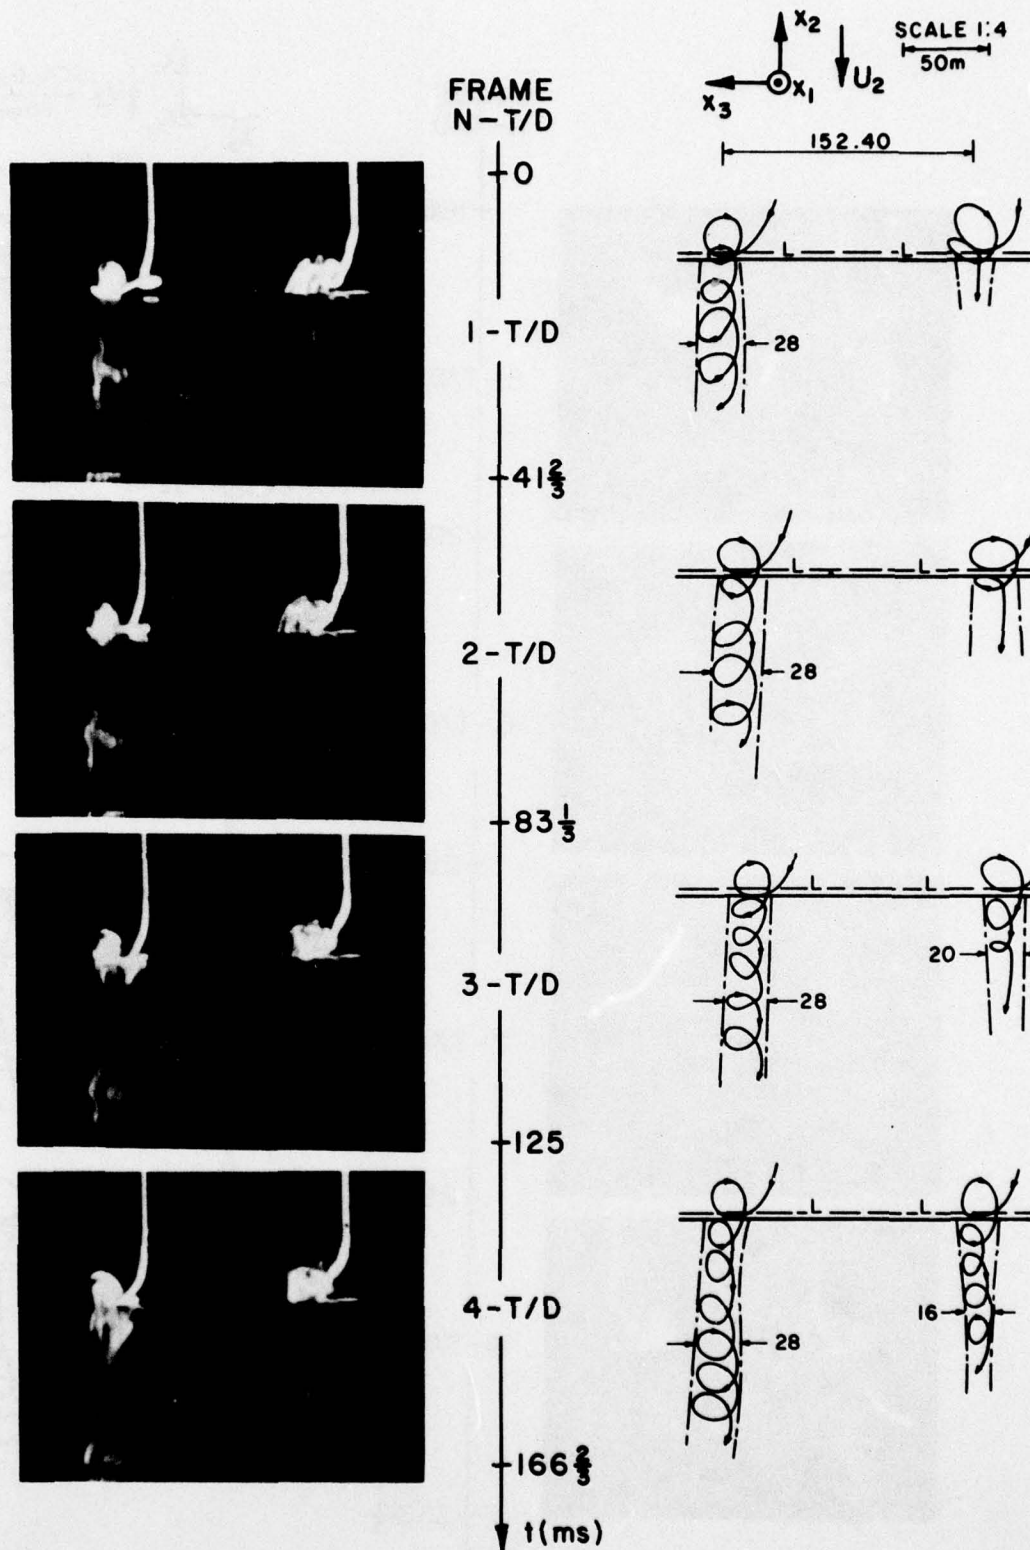 x₂
SCALE 1:4
50m
U₂
x₃
x₁
FRAME
N-T/D
152.40
0
L L
1-T/D
28
41⅔
L L
2-T/D
28
83⅓
L L
20
3-T/D
28
125
L L
4-T/D
16
28
166⅔
t(ms)